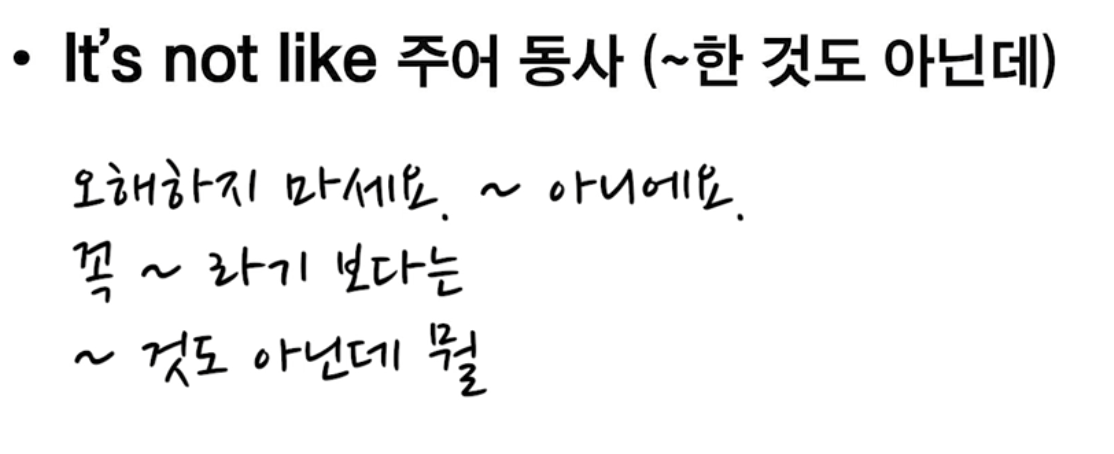 • It's not like 주어 동사 (~한 것도 아닌데)
오해하지 마세요. ~ 아니에요.
꼭 ~ 라기 보다는
~ 것도 아닌데 뭘